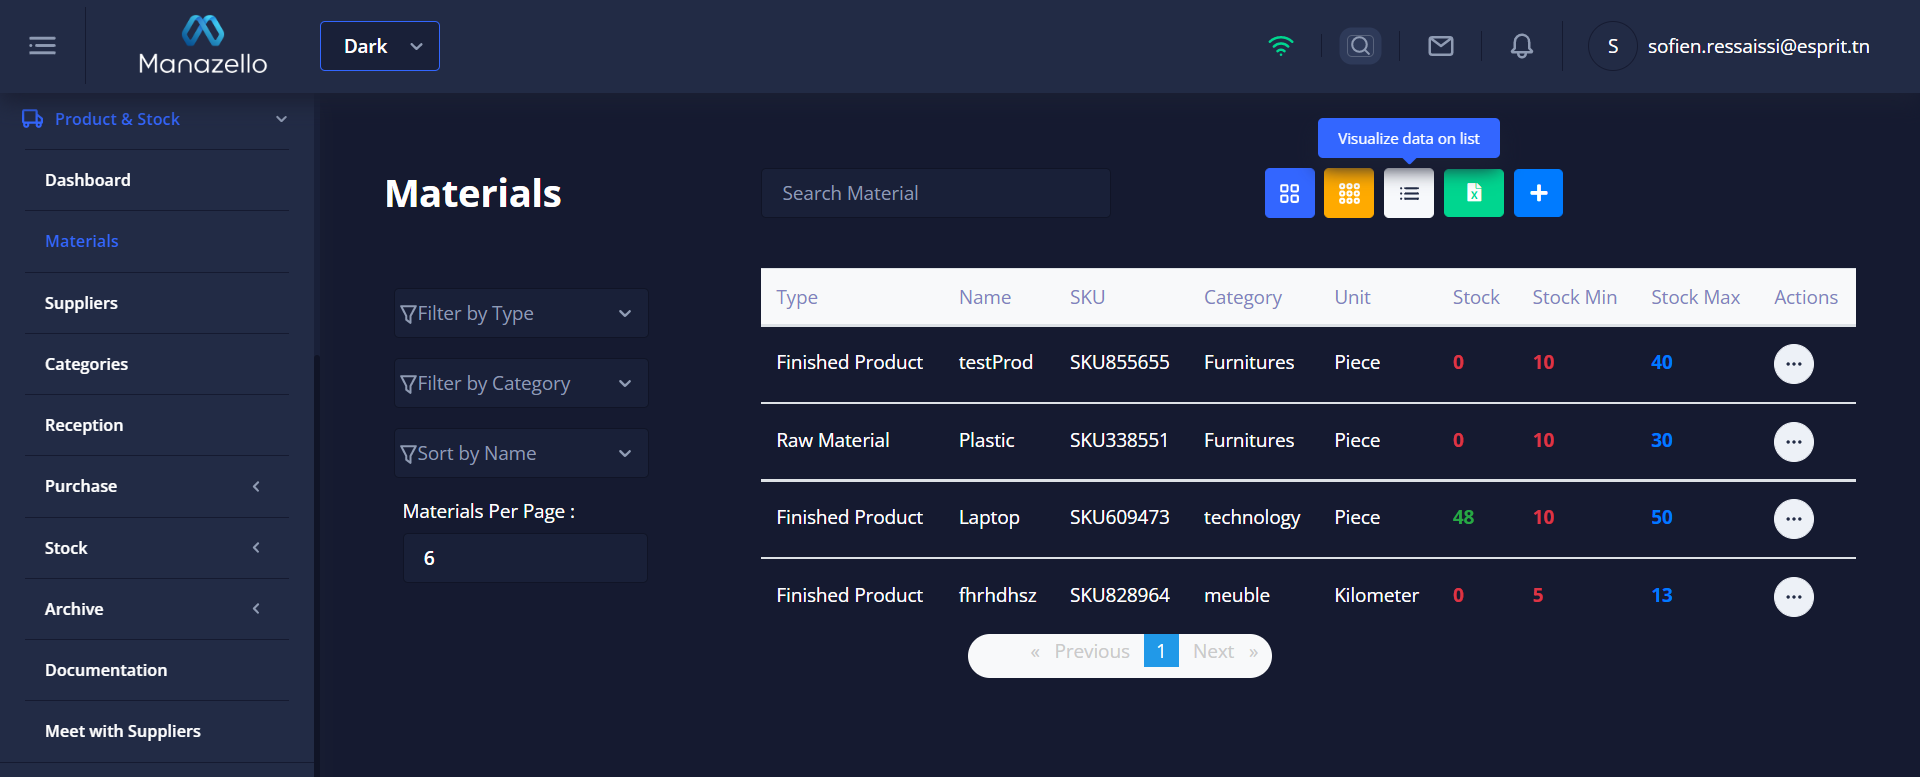 Manazello
Dark
S
sofien.ressaissi@esprit.tn
Product & Stock
Dashboard
Materials
Suppliers
Categories
Reception
Purchase
Stock
Archive
Documentation
Meet with Suppliers
Materials
Search Material
Visualize data on list
Filter by Type
Filter by Category
Sort by Name
Materials Per Page :
6
Type Name SKU Category Unit Stock Stock Min Stock Max Actions
Finished Product testProd SKU855655 Furnitures Piece 0 10 40
Raw Material Plastic SKU338551 Furnitures Piece 0 10 30
Finished Product Laptop SKU609473 technology Piece 48 10 50
Finished Product fhrhdhsz SKU828964 meuble Kilometer 0 5 13
« Previous 1 Next »